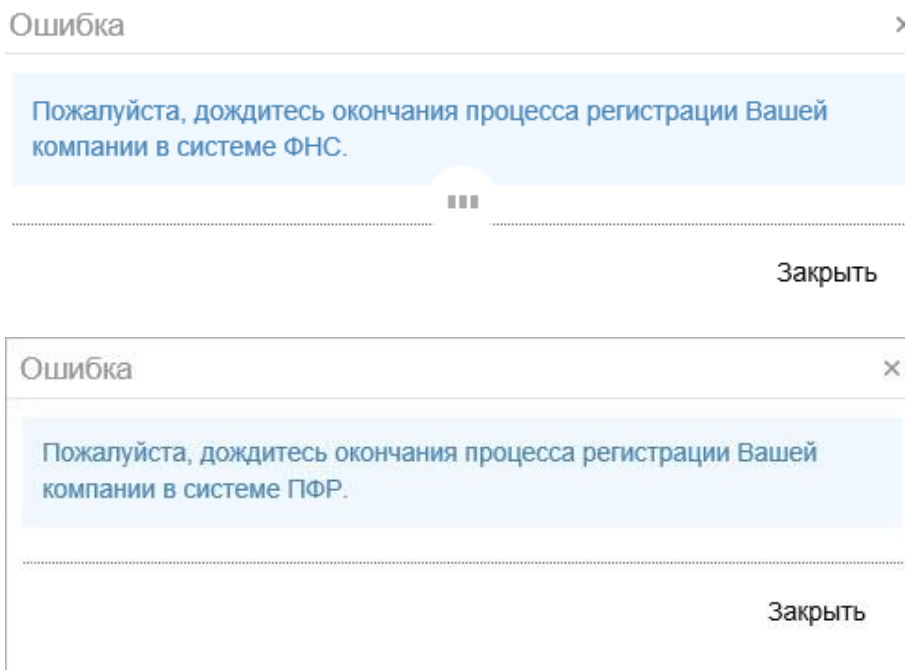 Ошибка
Пожалуйста, дождитесь окончания процесса регистрации Вашей
компании в системе ФНС.
Закрыть
Ошибка
Пожалуйста, дождитесь окончания процесса регистрации Вашей
компании в системе ПФР.
Закрыть